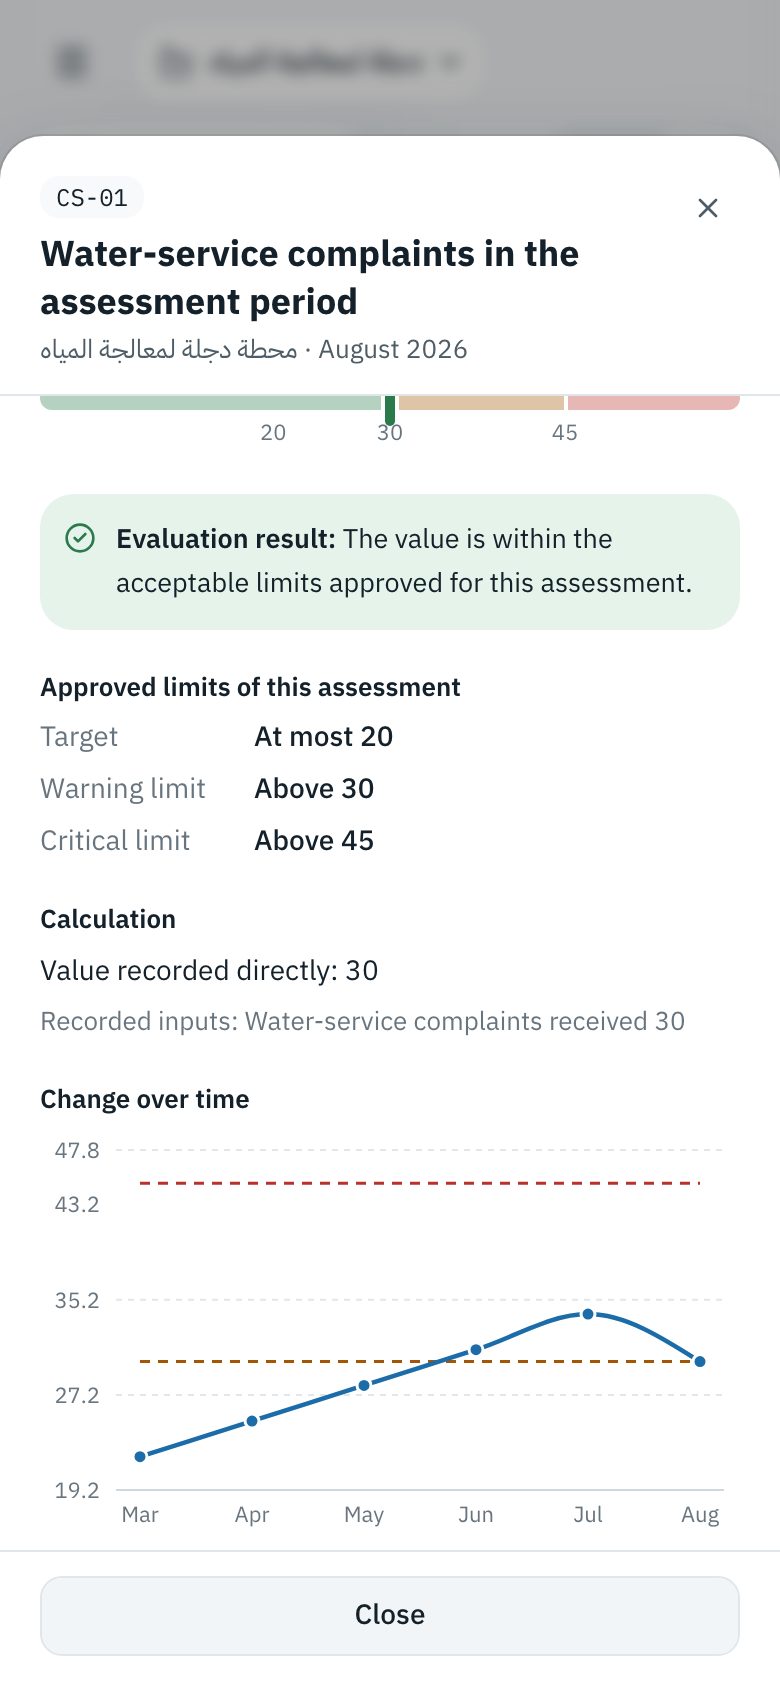 CS-01
Water-service complaints in the
assessment period
محطة دجلة لمعالجة المياه · August 2026
20 30 45
Evaluation result: The value is within the
acceptable limits approved for this assessment.
Approved limits of this assessment
Target At most 20
Warning limit Above 30
Critical limit Above 45
Calculation
Value recorded directly: 30
Recorded inputs: Water-service complaints received 30
Change over time
47.8
43.2
35.2
27.2
19.2
Mar Apr May Jun Jul Aug
Close